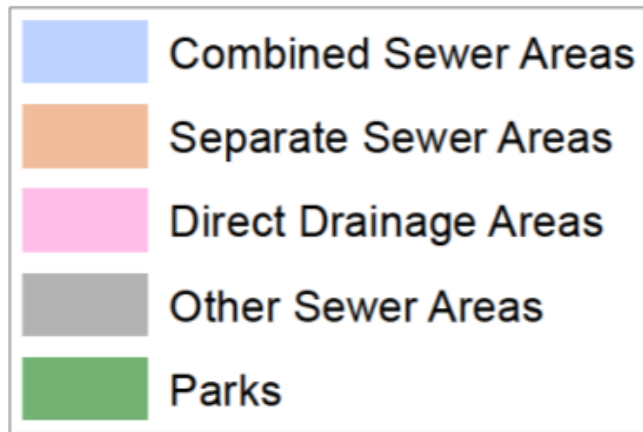 Combined Sewer Areas
Separate Sewer Areas
Direct Drainage Areas
Other Sewer Areas
Parks